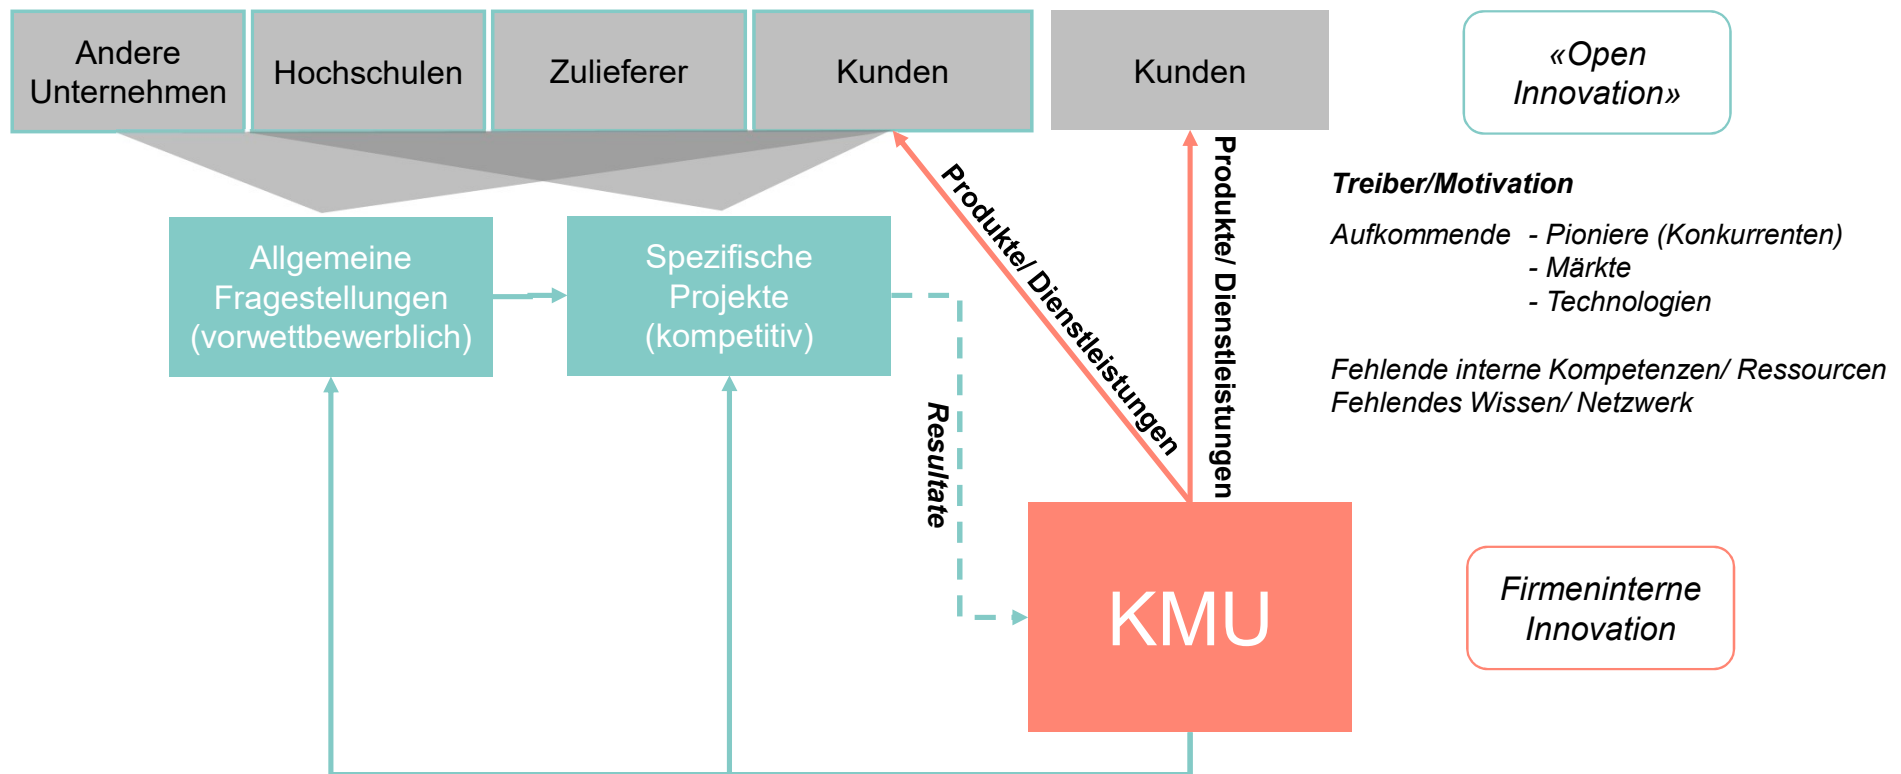 Andere
Unternehmen
Hochschulen
Zulieferer
Kunden
Kunden
«Open
Innovation»
Treiber/Motivation
Aufkommende - Pioniere (Konkurrenten)
- Märkte
- Technologien
Fehlende interne Kompetenzen/ Ressourcen
Fehlendes Wissen/ Netzwerk
Allgemeine
Fragestellungen
(vorwettbewerblich)
Spezifische
Projekte
(kompetitiv)
Resultate
Produkte/ Dienstleistungen
Produkte/ Dienstleistungen
KMU
Firmeninterne
Innovation